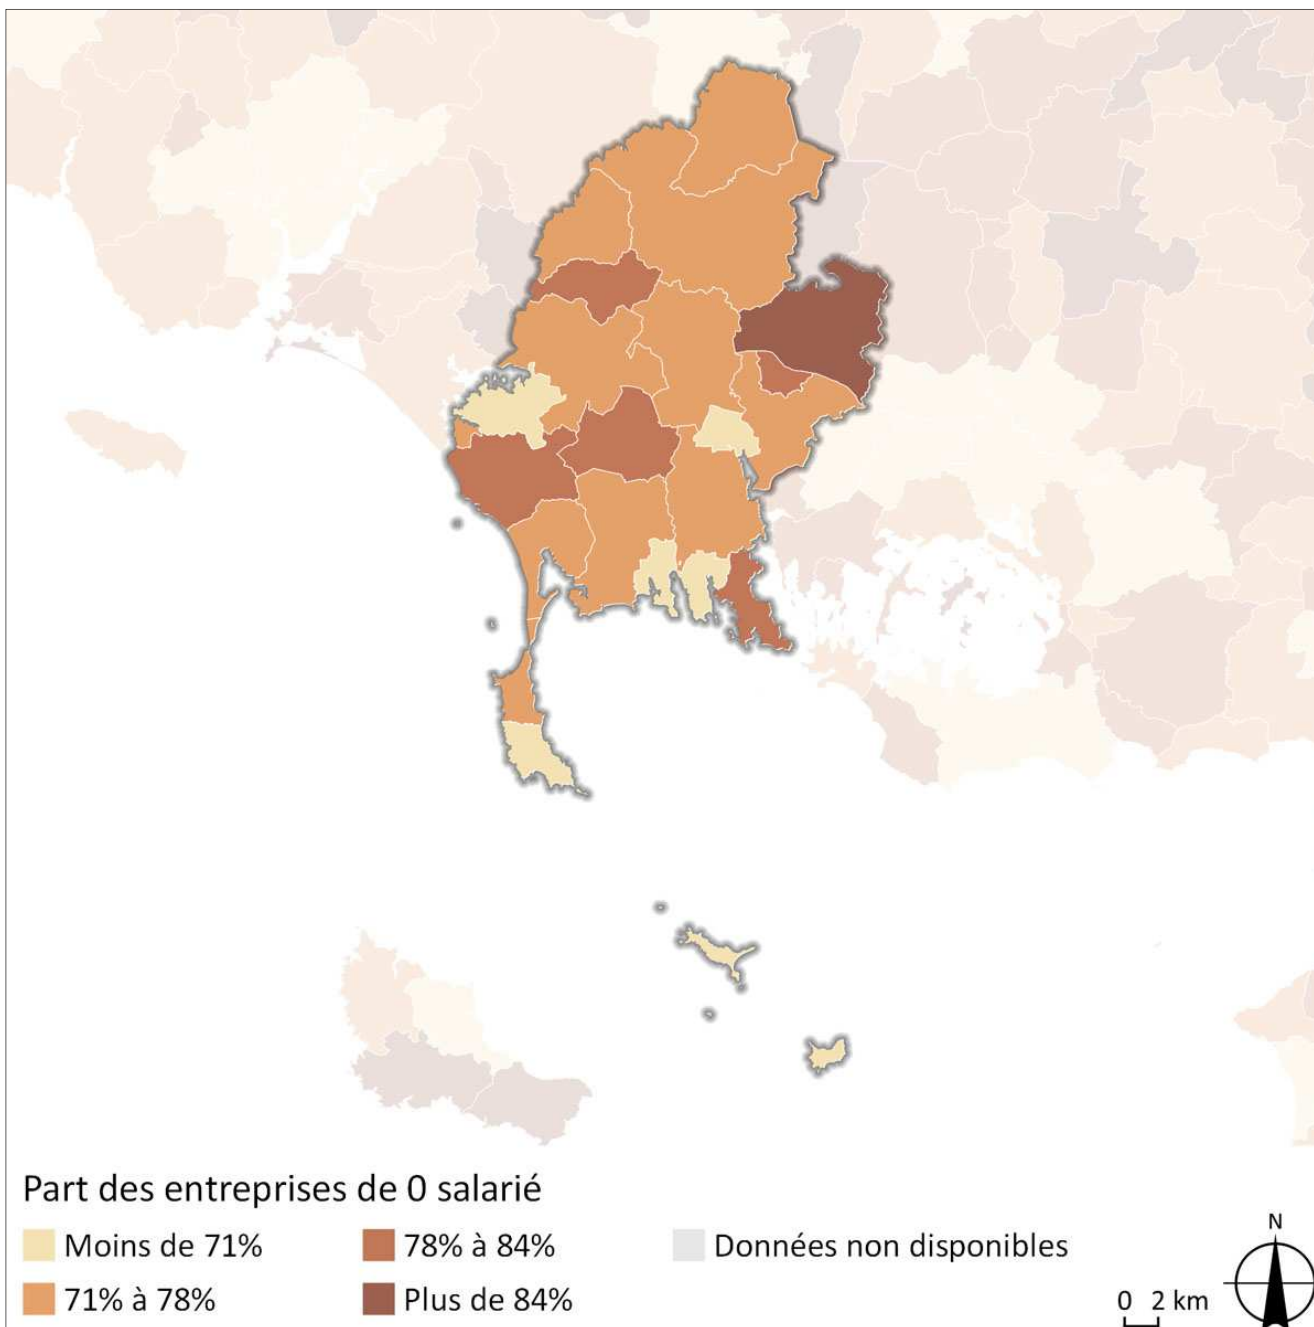 Part des entreprises de 0 salarié
Moins de 71%
78% à 84%
Données non disponibles
71% à 78%
Plus de 84%
N
0 2 km